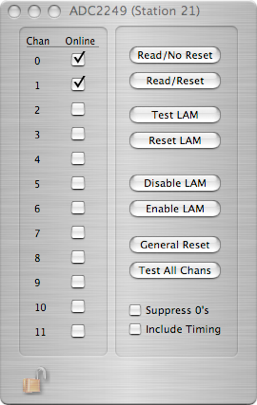 ADC2249 (Station 21)
Chan Online
0
1
2
3
4
5
6
7
8
9
10
11
Read/No Reset
Read/Reset
Test LAM
Reset LAM
Disable LAM
Enable LAM
General Reset
Test All Chans
Suppress 0's
Include Timing